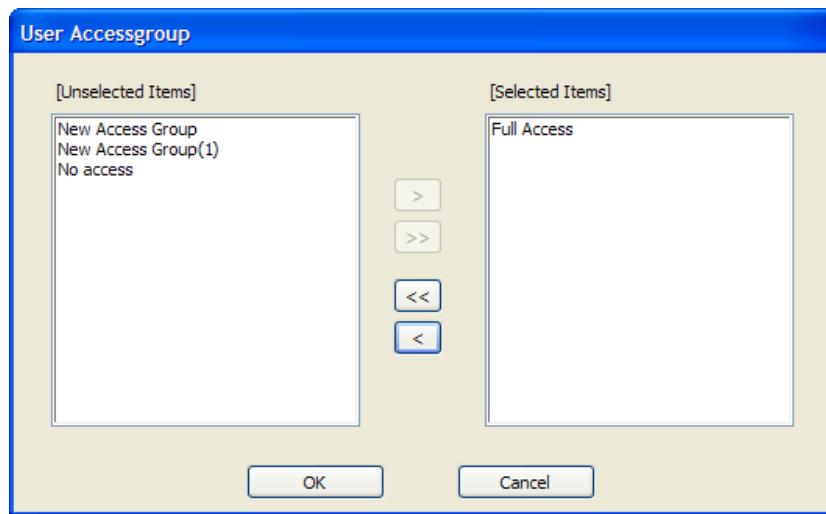 User Accessgroup
[Unselected Items]
[Selected Items]
New Access Group
New Access Group(1)
No access
Full Access
>
>>
<<
<
OK
Cancel